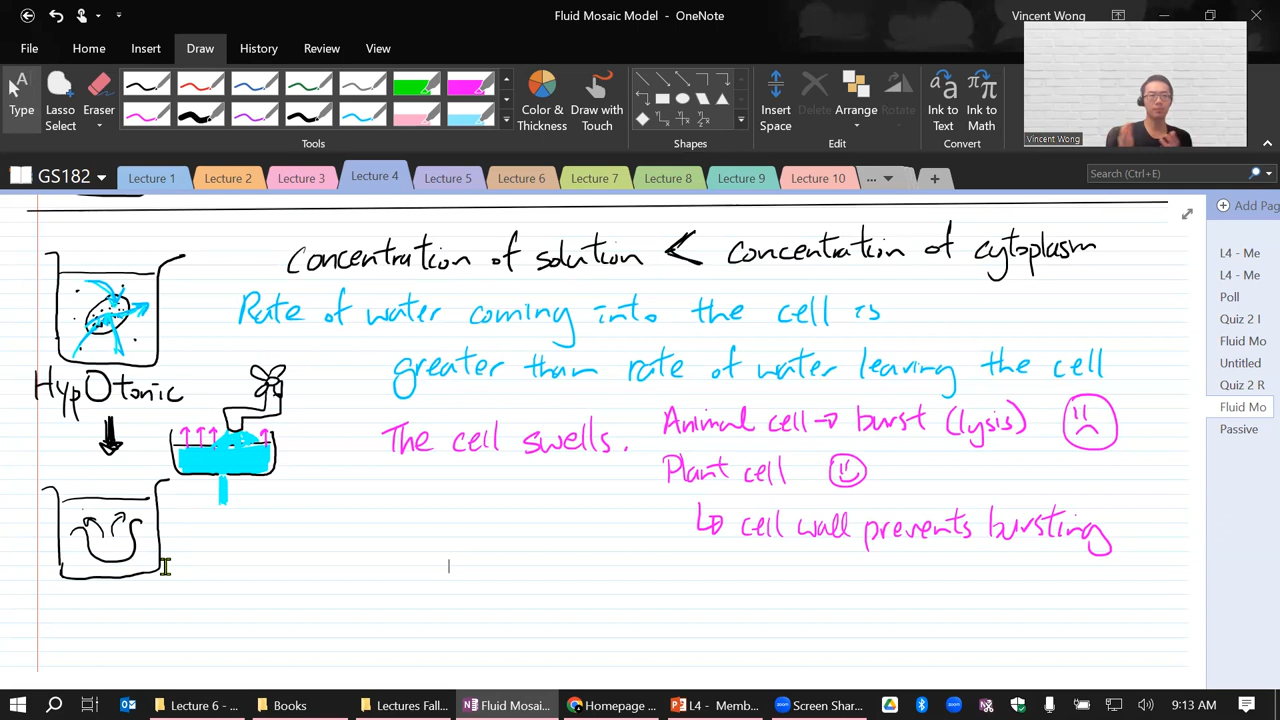 Fluid Mosaic Model - OneNote
Vincent Wong
File Home Insert Draw History Review View
Type
Lasso Select
Eraser
Color & Thickness
Draw with Touch
Insert Space
Delete
Arrange
Rotate
Ink to Text
Ink to Math
Tools
Shapes
Edit
Convert
Vincent Wong
GS182
Lecture 1 Lecture 2 Lecture 3 Lecture 4 Lecture 5 Lecture 6 Lecture 7 Lecture 8 Lecture 9 Lecture 10 ...
Search (Ctrl+E)
Add Pag
L4 - Me
L4 - Me
Poll
Quiz 2 I
Fluid Mo
Untitled
Quiz 2 R
Fluid Mo
Passive
Concentration of solution < concentration of cytoplasm
Rate of water coming into the cell is
greater than rate of water leaving the cell
HypOtonic
The cell swells.
Animal cell → burst (lysis)
Plant cell
↳ cell wall prevents bursting
Lecture 6 - ...
Books
Lectures Fall...
Fluid Mosai...
Homepage ...
L4 - Memb...
Screen Shar...
9:13 AM